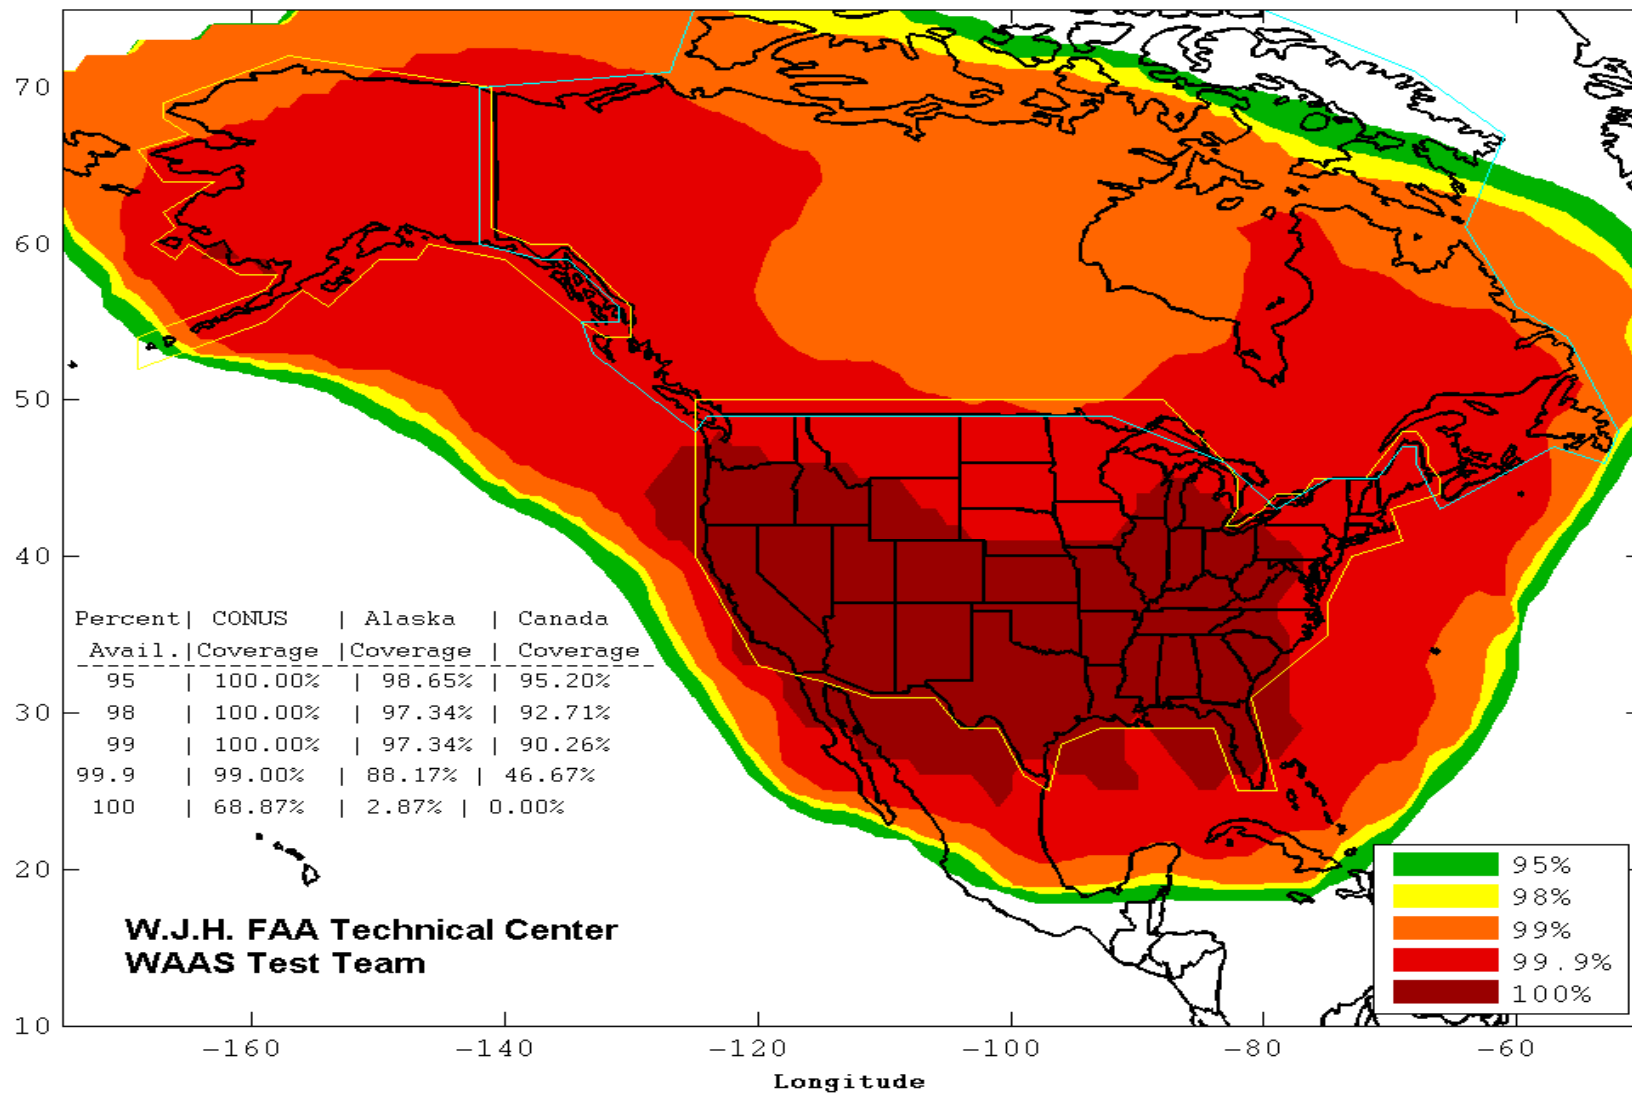 70
60
50
40
Percent| CONUS | Alaska | Canada
Avail.|Coverage |Coverage | Coverage
95 | 100.00% | 98.65% | 95.20%
98 | 100.00% | 97.34% | 92.71%
30
99 | 100.00% | 97.34% | 90.26%
99.9 | 99.00% | 88.17% | 46.67%
100 | 68.87% | 2.87% | 0.00%
20
95%
98%
99%
99.9%
100%
W.J.H. FAA Technical Center
WAAS Test Team
10
-160 -140 -120 -100 -80 -60
Longitude